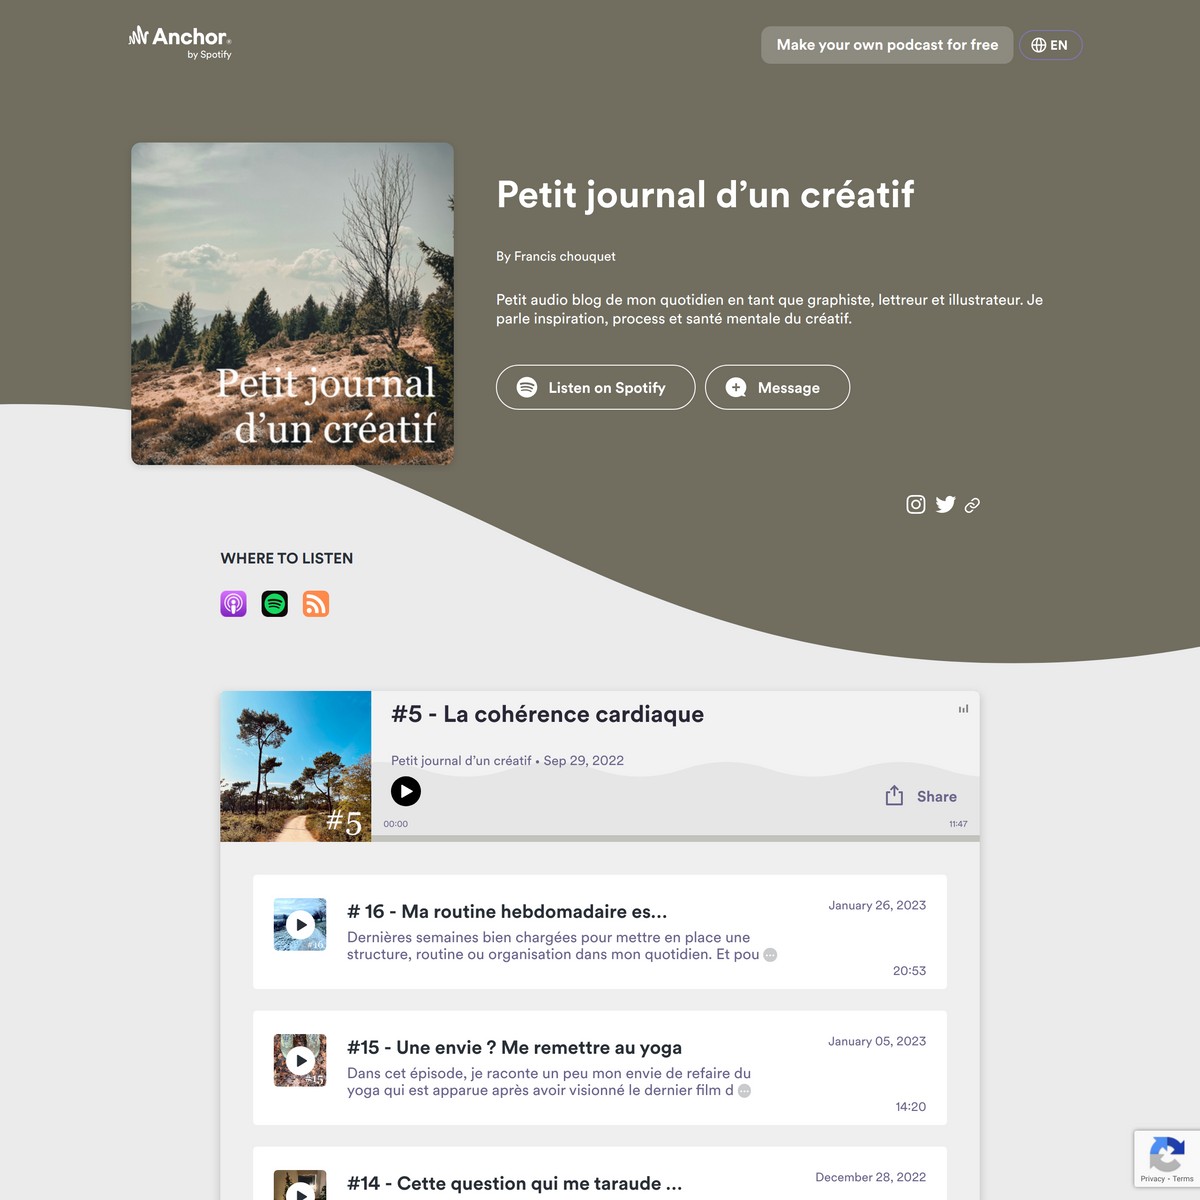 Anchor®
by Spotify
Make your own podcast for free
EN
Petit journal
d’un créatif
Petit journal d’un créatif
By Francis chouquet
Petit audio blog de mon quotidien en tant que graphiste, lettreur et illustrateur. Je
parle inspiration, process et santé mentale du créatif.
Listen on Spotify
Message
WHERE TO LISTEN
#5
#5 - La cohérence cardiaque
Petit journal d’un créatif • Sep 29, 2022
Share
00:00
11:47
#16
# 16 - Ma routine hebdomadaire es...
January 26, 2023
Dernières semaines bien chargées pour mettre en place une
structure, routine ou organisation dans mon quotidien. Et pou
20:53
#15
#15 - Une envie ? Me remettre au yoga
January 05, 2023
Dans cet épisode, je raconte un peu mon envie de refaire du
yoga qui est apparue après avoir visionné le dernier film d
14:20
#14 - Cette question qui me taraude ...
December 28, 2022
Privacy - Terms